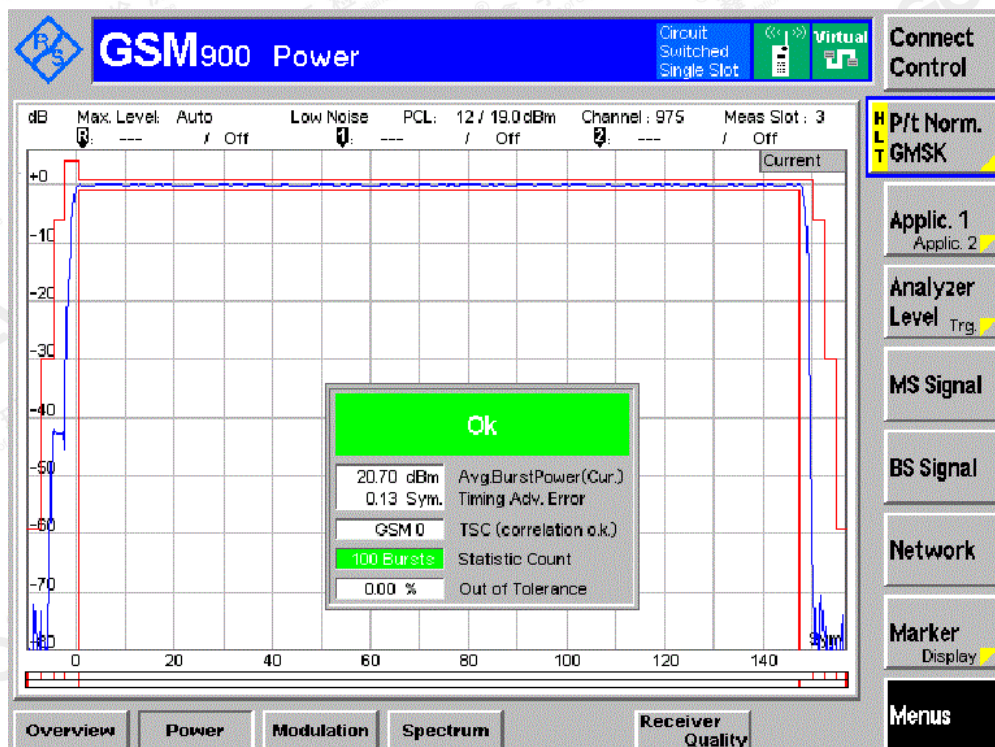 R S
GSM900 Power
Circuit
Switched
Single Slot
Virtual
Connect
Control
dB Max. Level: Auto Low Noise PCL: 12 / 19.0 dBm Channel : 975 Meas Slot : 3
R: --- / Off 1: --- / Off 2: --- / Off
Current
+0
-10
-20
-30
-40
-50
-60
-70
-80
0 20 40 60 80 100 120 140
Sym
Ok
20.70 dBm Avg.BurstPower(Cur.)
0.13 Sym. Timing Adv. Error
GSM 0 TSC (correlation o.k.)
100 Bursts Statistic Count
0.00 % Out of Tolerance
HLT
P/t Norm.
GMSK
Applic. 1
Applic. 2
Analyzer
Level Trg.
MS Signal
BS Signal
Network
Marker
Display
Menus
Overview Power Modulation Spectrum Receiver
Quality